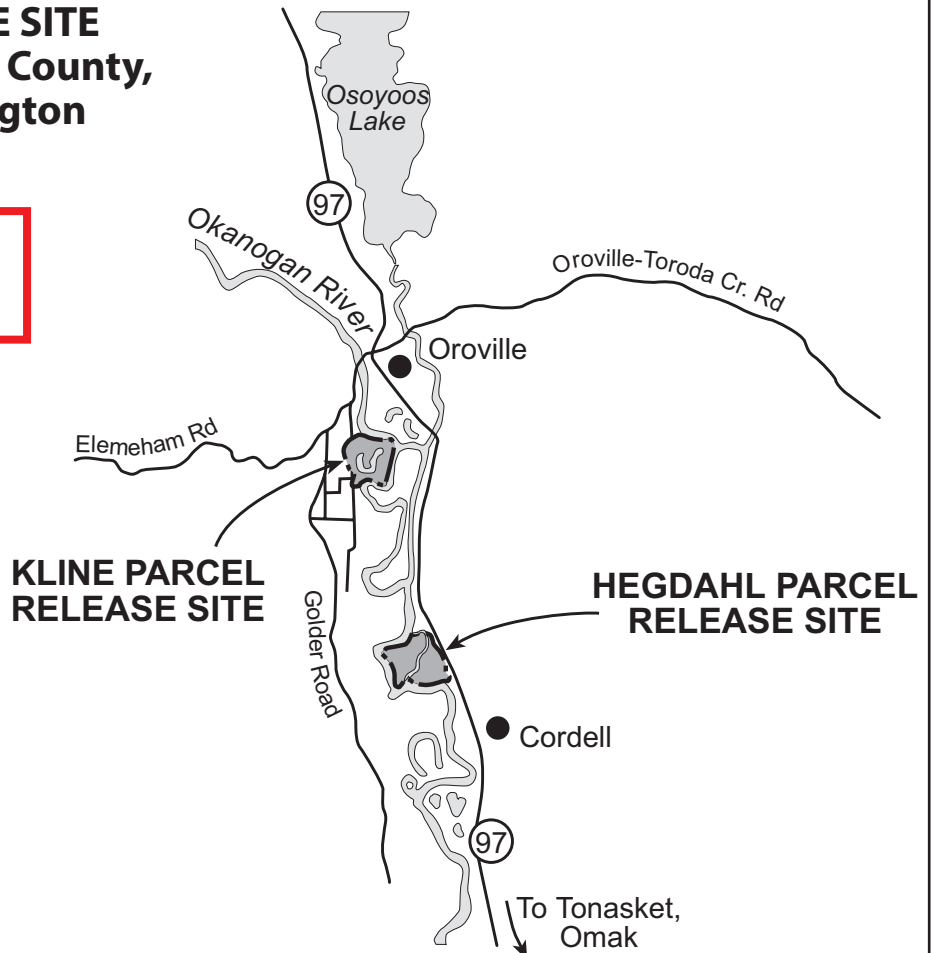 E SITE
County,
gton
Osoyoos
Lake
97
Okanogan River
Oroville-Toroda Cr. Rd
Oroville
Elemeham Rd
KLINE PARCEL
RELEASE SITE
HEGDAHL PARCEL
RELEASE SITE
Golder Road
Cordell
97
To Tonasket,
Omak